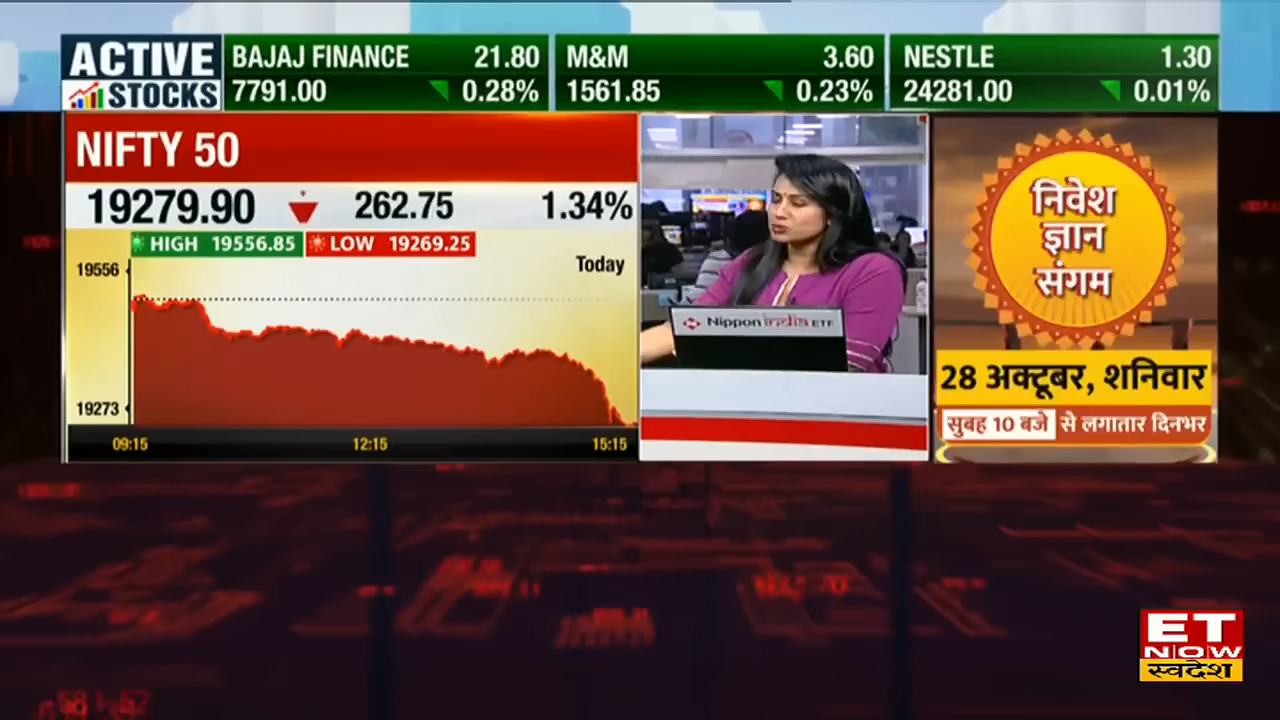 ACTIVE
STOCKS
BAJAJ FINANCE 21.80
7791.00 0.28%
M&M 3.60
1561.85 0.23%
NESTLE 1.30
24281.00 0.01%
NIFTY 50
19279.90 262.75 1.34%
HIGH 19556.85 LOW 19269.25
Today
19556
19273
09:15 12:15 15:15
Nippon india ETF
निवेश
ज्ञान
संगम
28 अक्टूबर, शनिवार
सुबह 10 बजे से लगातार दिनभर
ET
NOW
स्वदेश